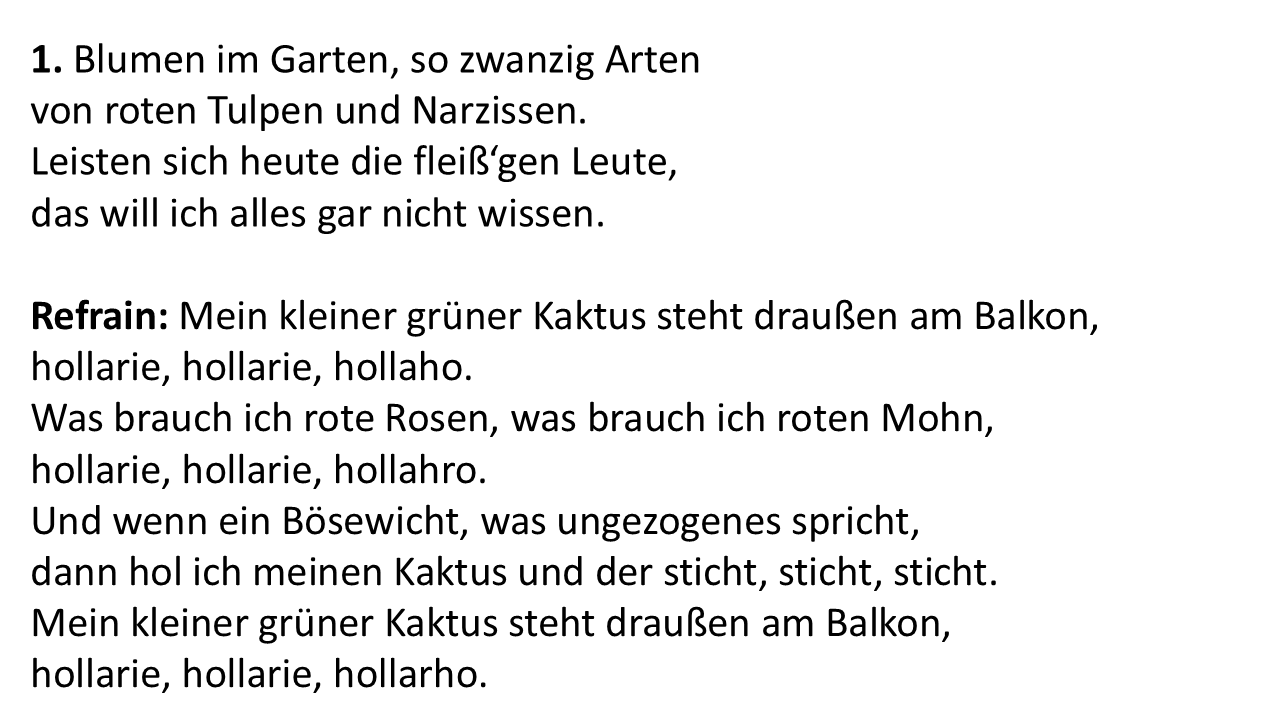 1. Blumen im Garten, so zwanzig Arten
von roten Tulpen und Narzissen.
Leisten sich heute die fleiß‘gen Leute,
das will ich alles gar nicht wissen.
Refrain: Mein kleiner grüner Kaktus steht draußen am Balkon,
hollarie, hollarie, hollaho.
Was brauch ich rote Rosen, was brauch ich roten Mohn,
hollarie, hollarie, hollahro.
Und wenn ein Bösewicht, was ungezogenes spricht,
dann hol ich meinen Kaktus und der sticht, sticht, sticht.
Mein kleiner grüner Kaktus steht draußen am Balkon,
hollarie, hollarie, hollarho.